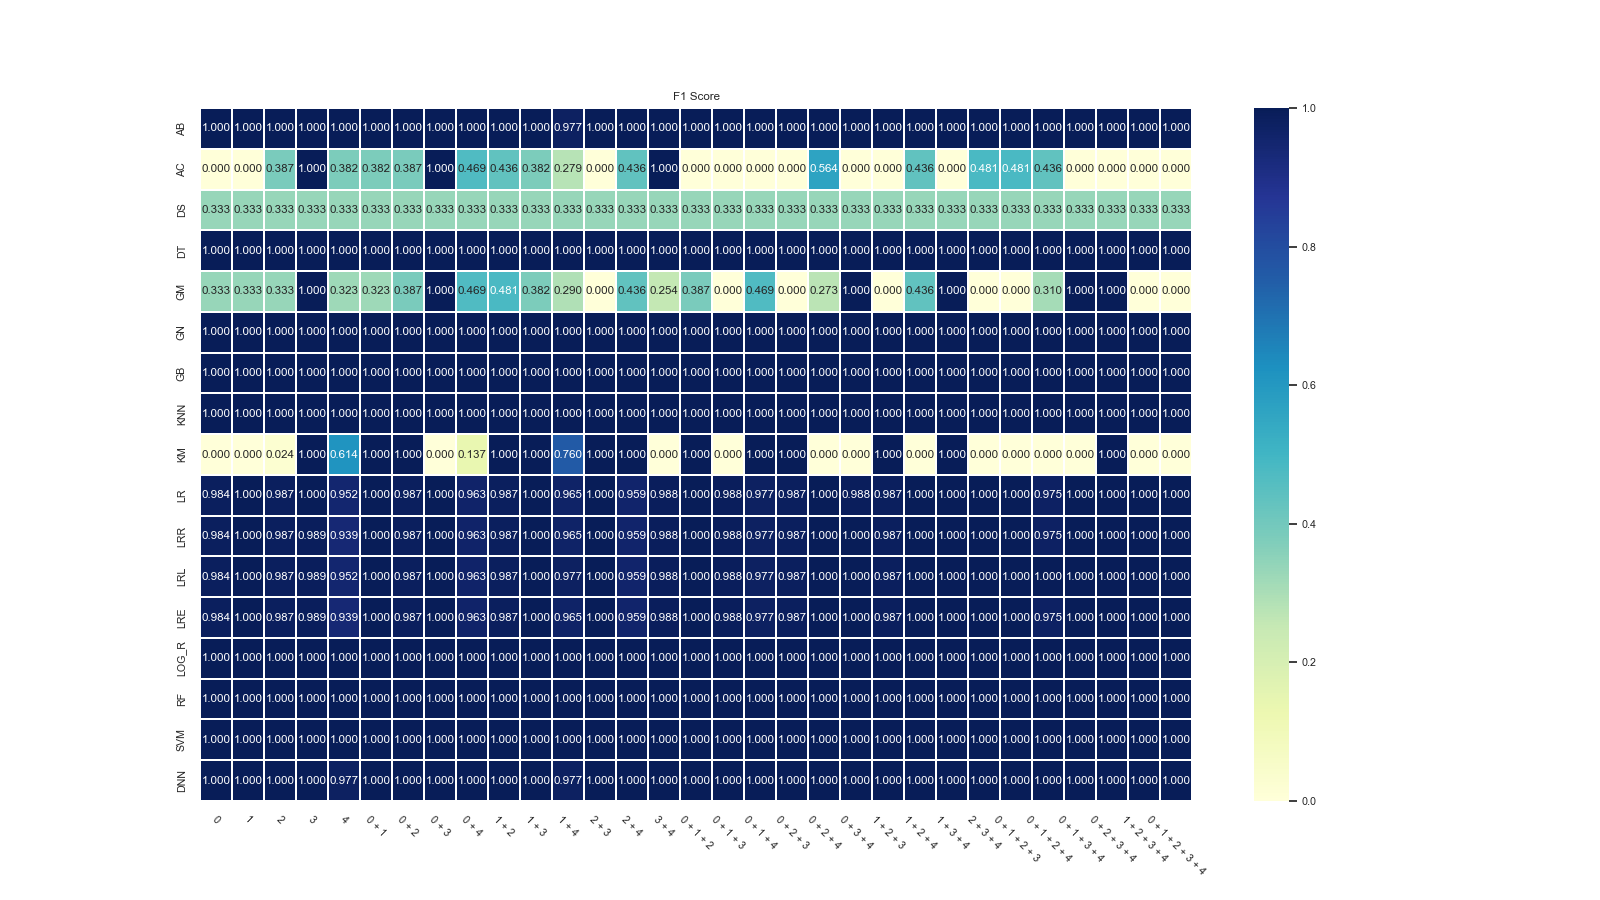 F1 Score
AB 1.000 1.000 1.000 1.000 1.000 1.000 1.000 1.000 1.000 1.000 1.000 0.977 1.000 1.000 1.000 1.000 1.000 1.000 1.000 1.000 1.000 1.000 1.000 1.000 1.000 1.000 1.000 1.000 1.000 1.000 1.000
AC 0.000 0.000 0.387 1.000 0.382 0.382 0.387 1.000 0.469 0.436 0.382 0.279 0.000 0.436 1.000 0.000 0.000 0.000 0.000 0.564 0.000 0.000 0.436 0.000 0.481 0.481 0.436 0.000 0.000 0.000 0.000
DS 0.333 0.333 0.333 0.333 0.333 0.333 0.333 0.333 0.333 0.333 0.333 0.333 0.333 0.333 0.333 0.333 0.333 0.333 0.333 0.333 0.333 0.333 0.333 0.333 0.333 0.333 0.333 0.333 0.333 0.333 0.333
DT 1.000 1.000 1.000 1.000 1.000 1.000 1.000 1.000 1.000 1.000 1.000 1.000 1.000 1.000 1.000 1.000 1.000 1.000 1.000 1.000 1.000 1.000 1.000 1.000 1.000 1.000 1.000 1.000 1.000 1.000 1.000
GM 0.333 0.333 0.333 1.000 0.323 0.323 0.387 1.000 0.469 0.481 0.382 0.290 0.000 0.436 0.254 0.387 0.000 0.469 0.000 0.273 1.000 0.000 0.436 1.000 0.000 0.000 0.310 1.000 1.000 0.000 0.000
GN 1.000 1.000 1.000 1.000 1.000 1.000 1.000 1.000 1.000 1.000 1.000 1.000 1.000 1.000 1.000 1.000 1.000 1.000 1.000 1.000 1.000 1.000 1.000 1.000 1.000 1.000 1.000 1.000 1.000 1.000 1.000
GB 1.000 1.000 1.000 1.000 1.000 1.000 1.000 1.000 1.000 1.000 1.000 1.000 1.000 1.000 1.000 1.000 1.000 1.000 1.000 1.000 1.000 1.000 1.000 1.000 1.000 1.000 1.000 1.000 1.000 1.000 1.000
KNN 1.000 1.000 1.000 1.000 1.000 1.000 1.000 1.000 1.000 1.000 1.000 1.000 1.000 1.000 1.000 1.000 1.000 1.000 1.000 1.000 1.000 1.000 1.000 1.000 1.000 1.000 1.000 1.000 1.000 1.000 1.000
KM 0.000 0.000 0.024 1.000 0.614 1.000 1.000 0.000 0.137 1.000 1.000 0.760 1.000 1.000 0.000 1.000 0.000 1.000 1.000 0.000 0.000 1.000 0.000 1.000 0.000 0.000 0.000 0.000 1.000 0.000 0.000
LR 0.984 1.000 0.987 1.000 0.952 1.000 0.987 1.000 0.963 0.987 1.000 0.965 1.000 0.959 0.988 1.000 0.988 0.977 0.987 1.000 0.988 0.987 1.000 1.000 1.000 1.000 0.975 1.000 1.000 1.000 1.000
LRR 0.984 1.000 0.987 0.989 0.939 1.000 0.987 1.000 0.963 0.987 1.000 0.965 1.000 0.959 0.988 1.000 0.988 0.977 0.987 1.000 1.000 0.987 1.000 1.000 1.000 1.000 0.975 1.000 1.000 1.000 1.000
LRL 0.984 1.000 0.987 0.989 0.952 1.000 0.987 1.000 0.963 0.987 1.000 0.977 1.000 0.959 0.988 1.000 0.988 0.977 0.987 1.000 1.000 0.987 1.000 1.000 1.000 1.000 1.000 1.000 1.000 1.000 1.000
LRE 0.984 1.000 0.987 0.989 0.939 1.000 0.987 1.000 0.963 0.987 1.000 0.965 1.000 0.959 0.988 1.000 0.988 0.977 0.987 1.000 1.000 0.987 1.000 1.000 1.000 1.000 0.975 1.000 1.000 1.000 1.000
LOG_R 1.000 1.000 1.000 1.000 1.000 1.000 1.000 1.000 1.000 1.000 1.000 1.000 1.000 1.000 1.000 1.000 1.000 1.000 1.000 1.000 1.000 1.000 1.000 1.000 1.000 1.000 1.000 1.000 1.000 1.000 1.000
RF 1.000 1.000 1.000 1.000 1.000 1.000 1.000 1.000 1.000 1.000 1.000 1.000 1.000 1.000 1.000 1.000 1.000 1.000 1.000 1.000 1.000 1.000 1.000 1.000 1.000 1.000 1.000 1.000 1.000 1.000 1.000
SVM 1.000 1.000 1.000 1.000 1.000 1.000 1.000 1.000 1.000 1.000 1.000 1.000 1.000 1.000 1.000 1.000 1.000 1.000 1.000 1.000 1.000 1.000 1.000 1.000 1.000 1.000 1.000 1.000 1.000 1.000 1.000
DNN 1.000 1.000 1.000 1.000 0.977 1.000 1.000 1.000 1.000 1.000 1.000 0.977 1.000 1.000 1.000 1.000 1.000 1.000 1.000 1.000 1.000 1.000 1.000 1.000 1.000 1.000 1.000 1.000 1.000 1.000 1.000
0
1
2
3
4
0 + 1
0 + 2
0 + 3
0 + 4
1 + 2
1 + 3
1 + 4
2 + 3
2 + 4
3 + 4
0 + 1 + 2
0 + 1 + 3
0 + 1 + 4
0 + 2 + 3
0 + 2 + 4
0 + 3 + 4
1 + 2 + 3
1 + 2 + 4
1 + 3 + 4
2 + 3 + 4
0 + 1 + 2 + 3
0 + 1 + 2 + 4
0 + 1 + 3 + 4
0 + 2 + 3 + 4
1 + 2 + 3 + 4
0 + 1 + 2 + 3 + 4
1.0
0.8
0.6
0.4
0.2
0.0